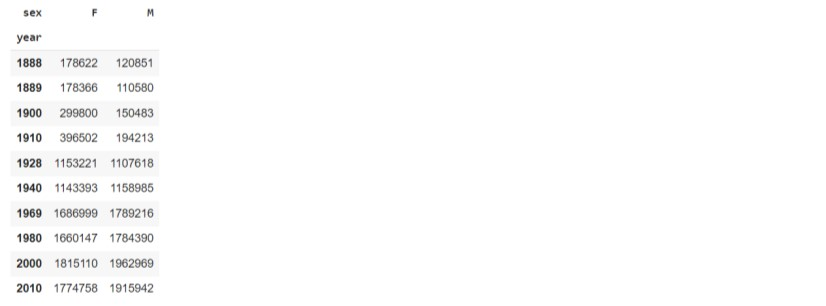 sex F M
year
1888 178622 120851
1889 178366 110580
1900 299800 150483
1910 396502 194213
1928 1153221 1107618
1940 1143393 1158985
1969 1686999 1789216
1980 1660147 1784390
2000 1815110 1962969
2010 1774758 1915942